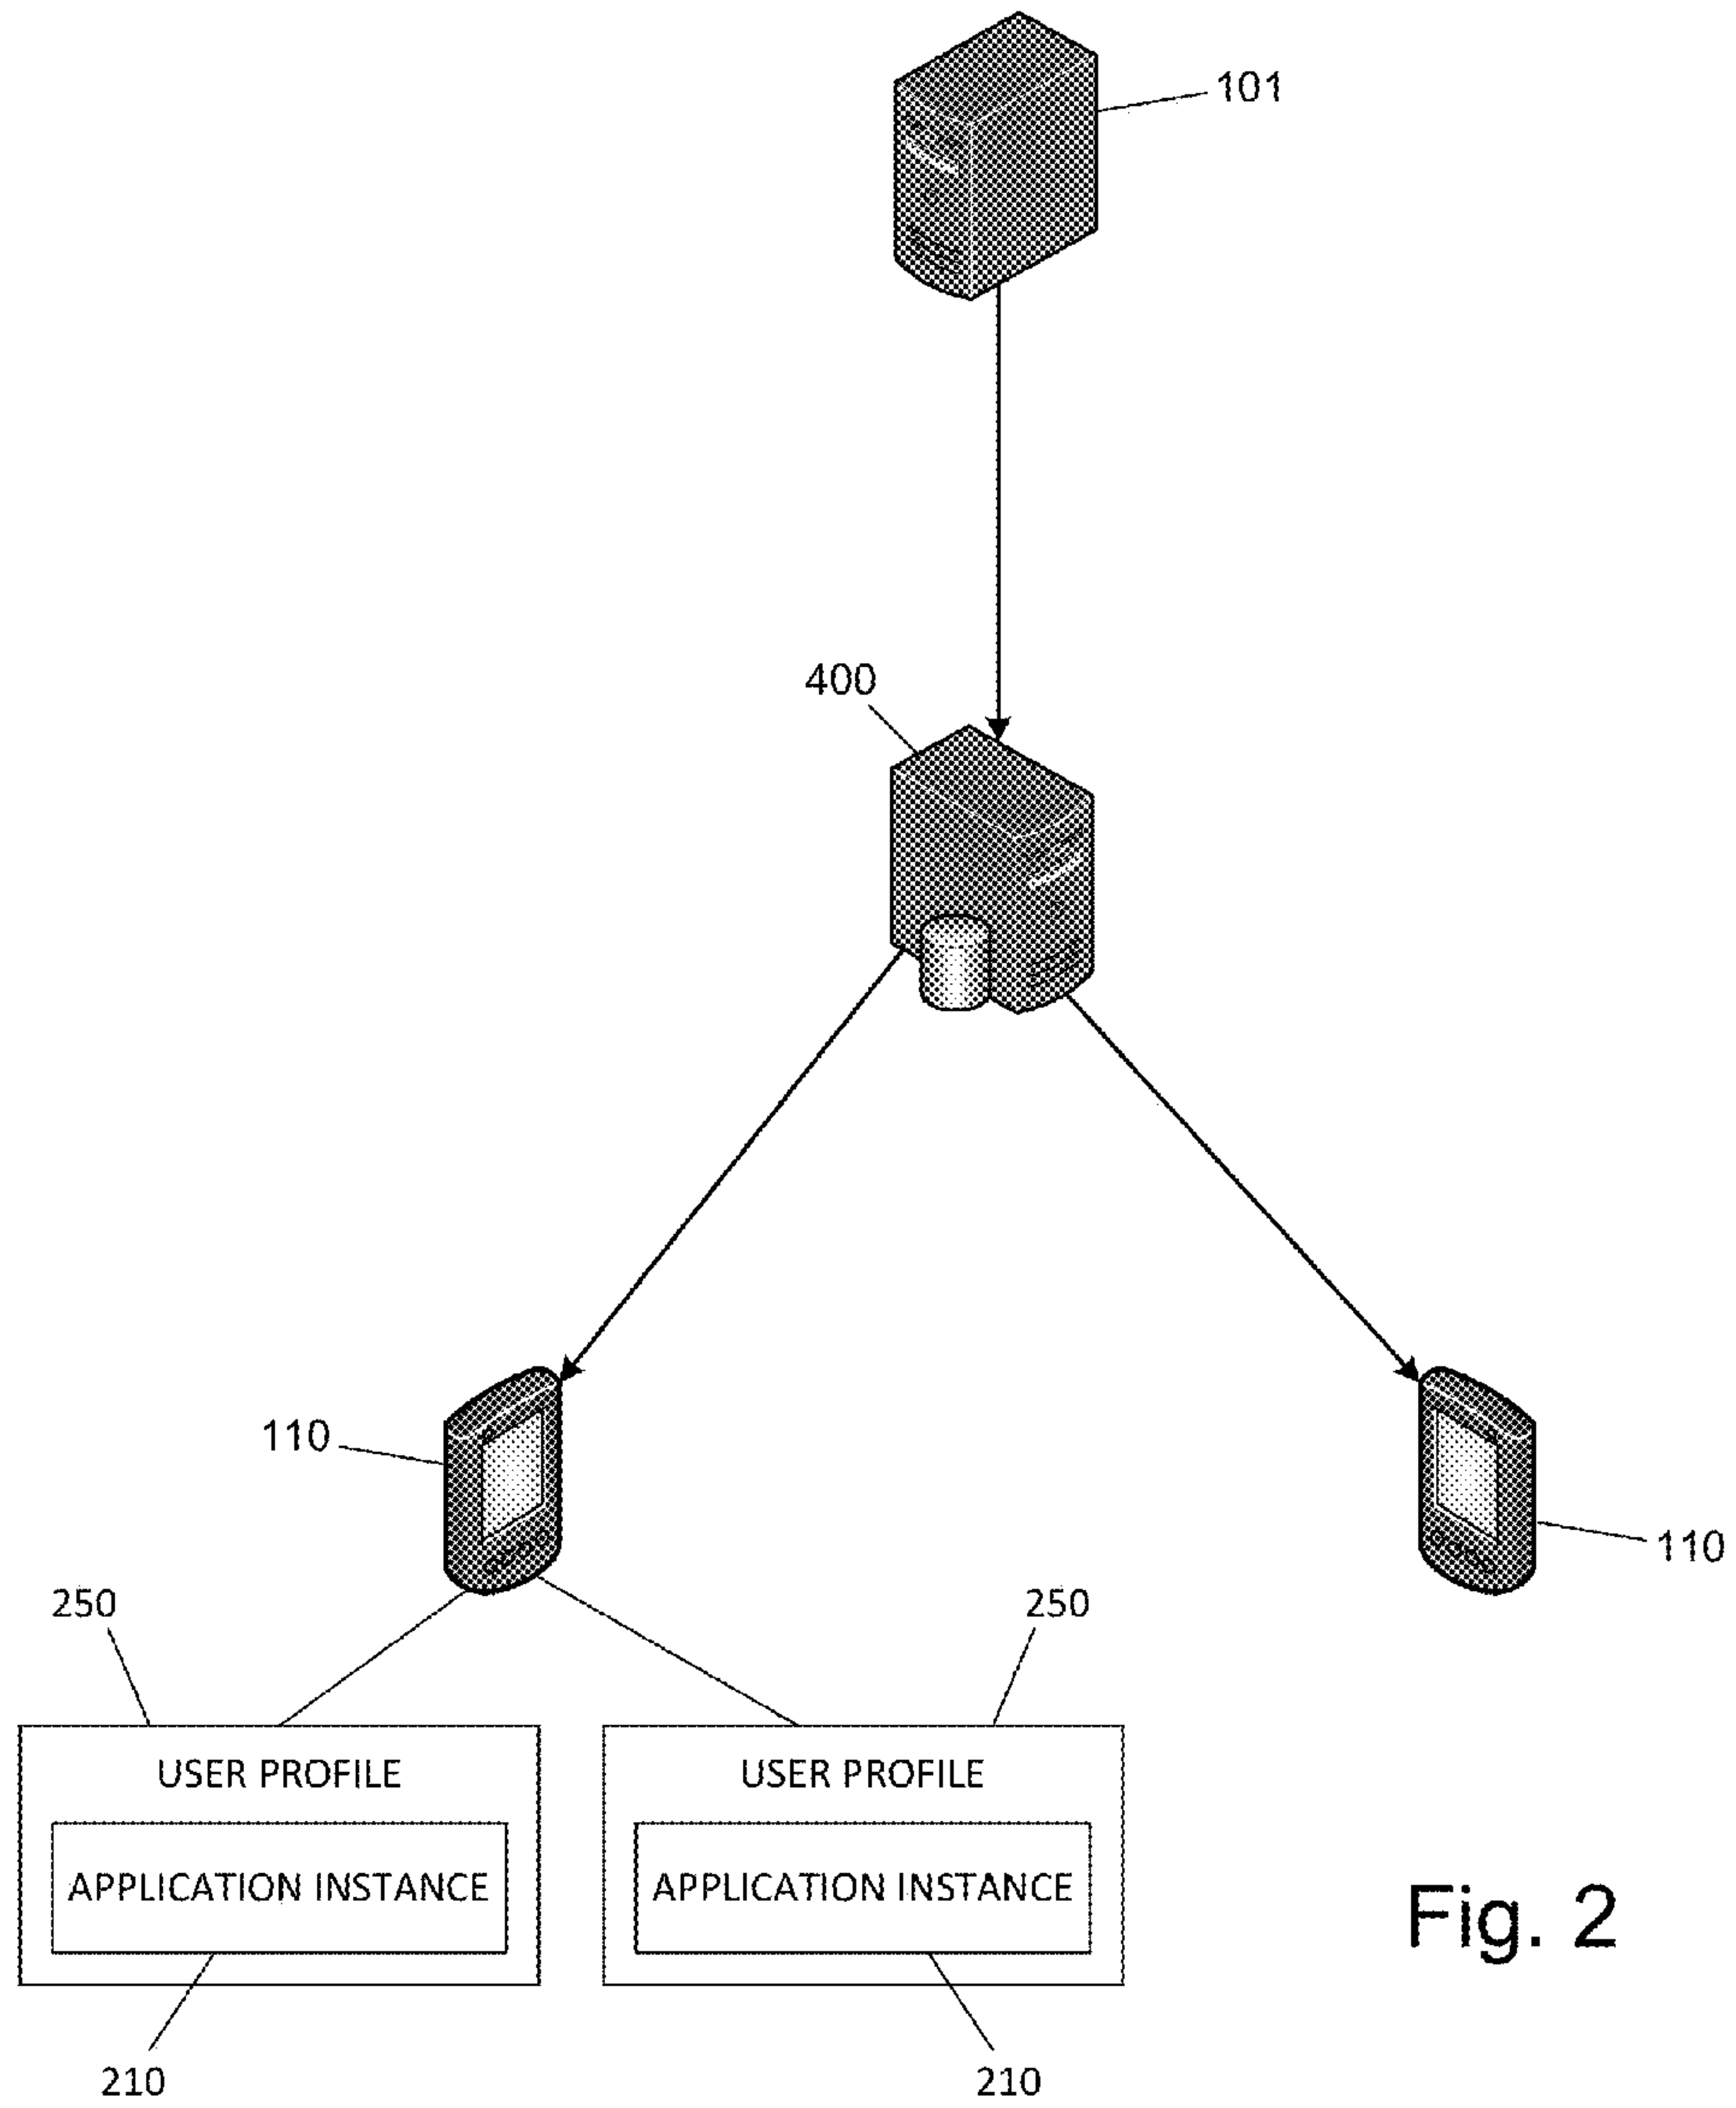 101
400
110
110
250
250
USER PROFILE
USER PROFILE
APPLICATION INSTANCE
APPLICATION INSTANCE
Fig. 2
210
210